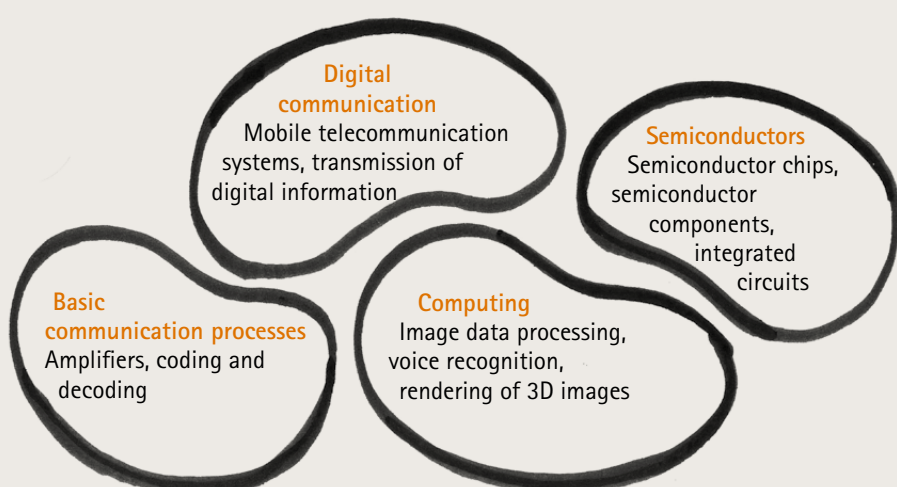 Digital
communication
Mobile telecommunication
systems, transmission of
digital information
Semiconductors
Semiconductor chips,
semiconductor
components,
integrated
circuits
Basic
communication processes
Amplifiers, coding and
decoding
Computing
Image data processing,
voice recognition,
rendering of 3D images